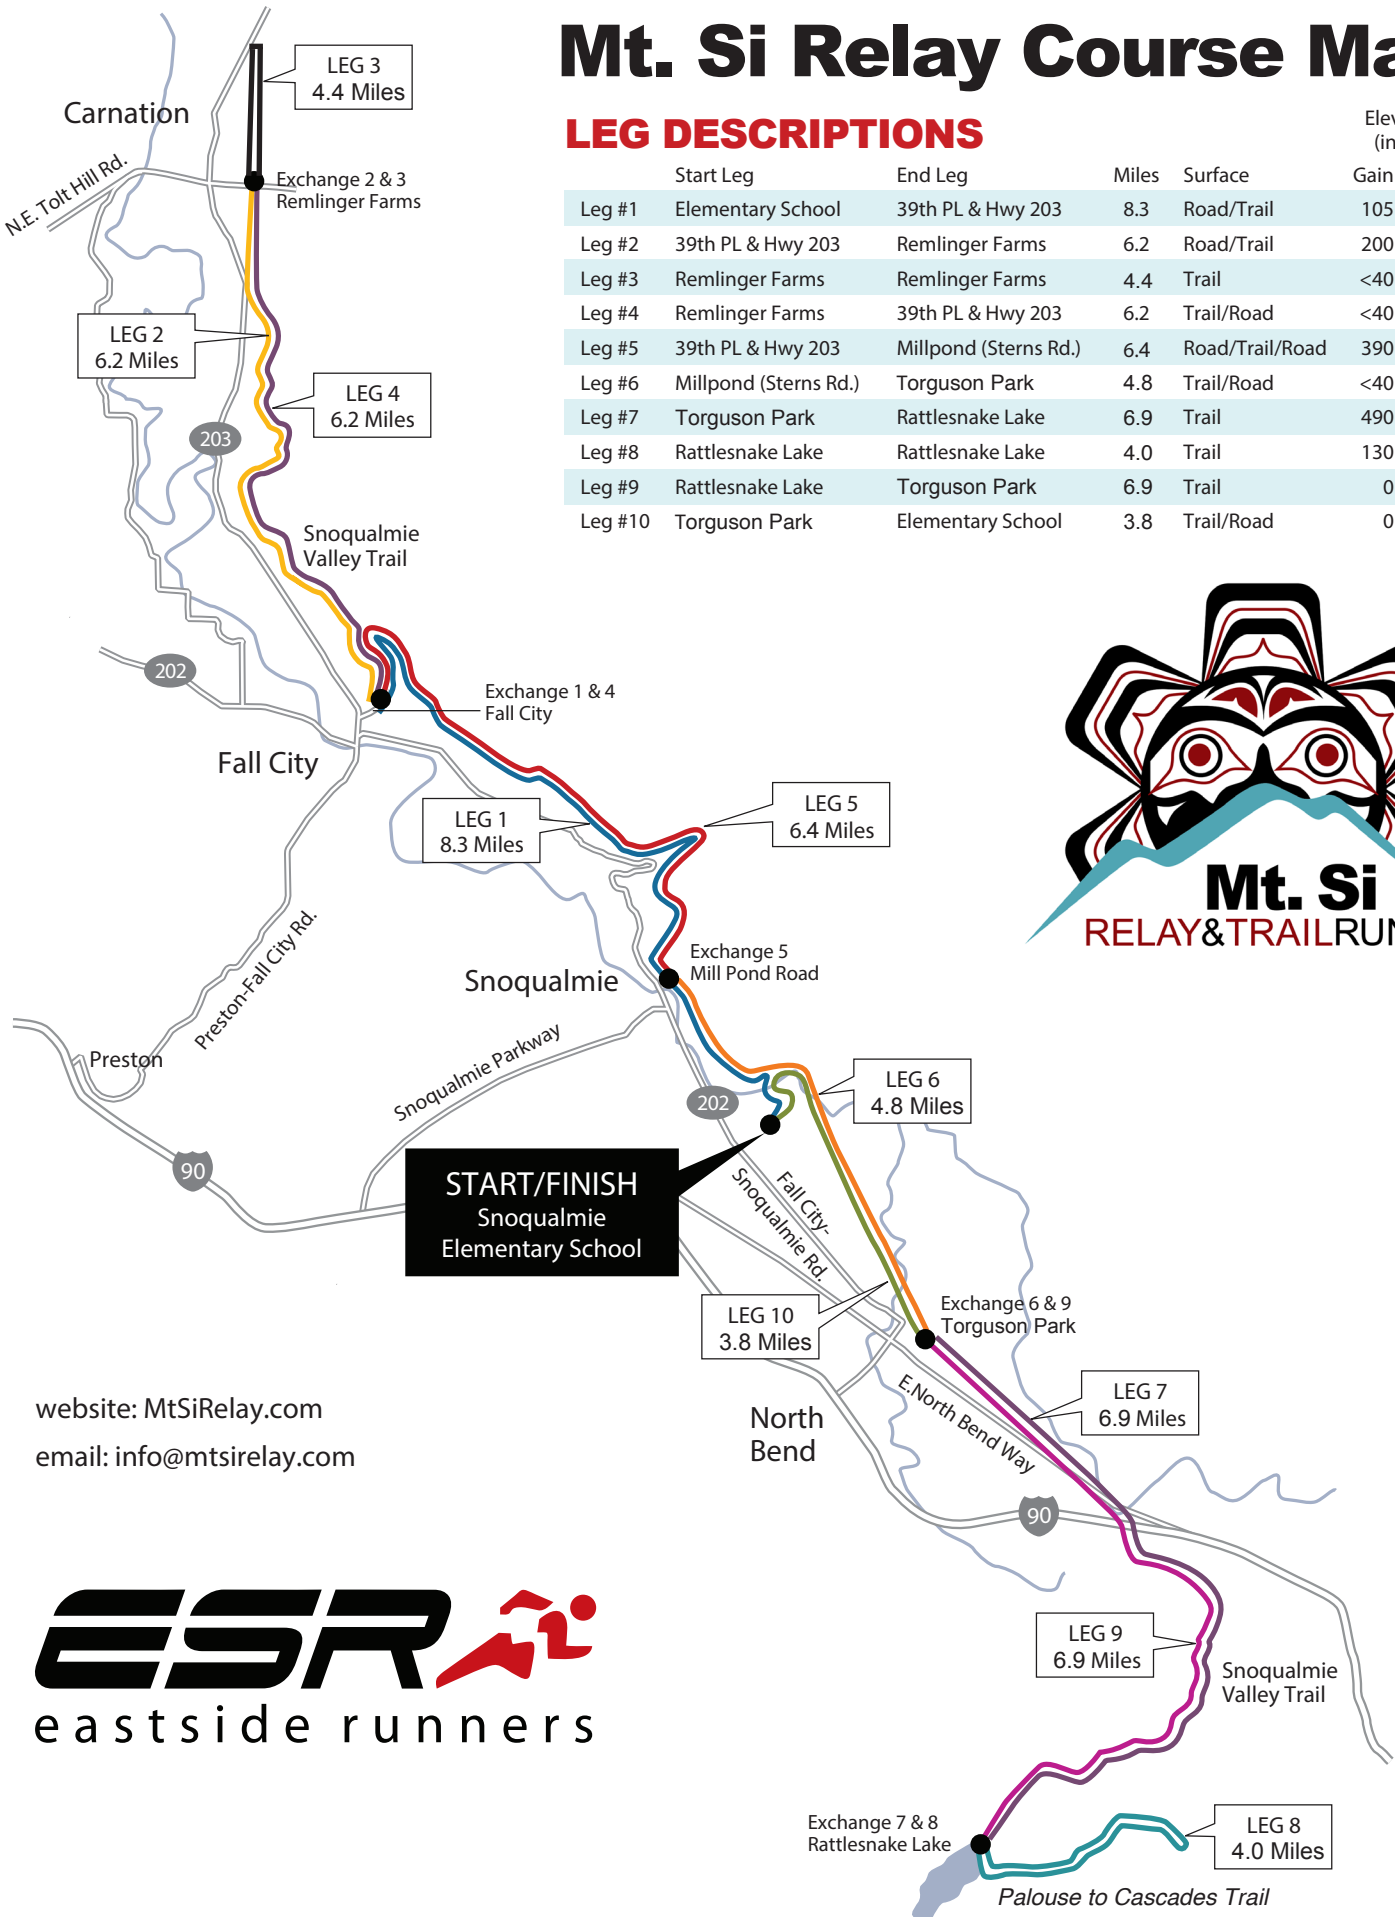 Mt. Si Relay Course Ma
LEG DESCRIPTIONS
Elev
(in
Start Leg End Leg Miles Surface Gain
Leg #1 Elementary School 39th PL & Hwy 203 8.3 Road/Trail 105
Leg #2 39th PL & Hwy 203 Remlinger Farms 6.2 Road/Trail 200
Leg #3 Remlinger Farms Remlinger Farms 4.4 Trail <40
Leg #4 Remlinger Farms 39th PL & Hwy 203 6.2 Trail/Road <40
Leg #5 39th PL & Hwy 203 Millpond (Sterns Rd.) 6.4 Road/Trail/Road 390
Leg #6 Millpond (Sterns Rd.) Torguson Park 4.8 Trail/Road <40
Leg #7 Torguson Park Rattlesnake Lake 6.9 Trail 490
Leg #8 Rattlesnake Lake Rattlesnake Lake 4.0 Trail 130
Leg #9 Rattlesnake Lake Torguson Park 6.9 Trail 0
Leg #10 Torguson Park Elementary School 3.8 Trail/Road 0
LEG 3
4.4 Miles
Carnation
N.E. Tolt Hill Rd.
Exchange 2 & 3
Remlinger Farms
LEG 2
6.2 Miles
LEG 4
6.2 Miles
203
Snoqualmie
Valley Trail
202
Exchange 1 & 4
Fall City
Fall City
LEG 1
8.3 Miles
LEG 5
6.4 Miles
Mt. Si
RELAY&TRAILRUN
Preston-Fall City Rd.
Exchange 5
Mill Pond Road
Snoqualmie
Preston
Snoqualmie Parkway
LEG 6
4.8 Miles
202
90
START/FINISH
Snoqualmie
Elementary School
Fall City-
Snoqualmie Rd.
LEG 10
3.8 Miles
Exchange 6 & 9
Torguson Park
E.North Bend Way
LEG 7
6.9 Miles
website: MtSiRelay.com
email: info@mtsirelay.com
North
Bend
90
ESR
eastside runners
LEG 9
6.9 Miles
Snoqualmie
Valley Trail
Exchange 7 & 8
Rattlesnake Lake
LEG 8
4.0 Miles
Palouse to Cascades Trail